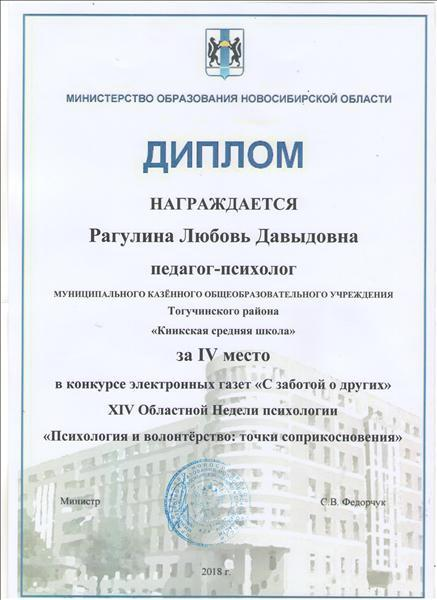 МИНИСТЕРСТВО ОБРАЗОВАНИЯ НОВОСИБИРСКОЙ ОБЛАСТИ
ДИПЛОМ
НАГРАЖДАЕТСЯ
Рагулина Любовь Давыдовна
педагог-психолог
МУНИЦИПАЛЬНОГО КАЗЁННОГО ОБЩЕОБРАЗОВАТЕЛЬНОГО УЧРЕЖДЕНИЯ
Тогучинского района
«Киикская средняя школа»
за IV место
в конкурсе электронных газет «С заботой о других»
XIV Областной Недели психологии
«Психология и волонтёрство: точки соприкосновения»
Министр
С.В. Федорчук
2018 г.